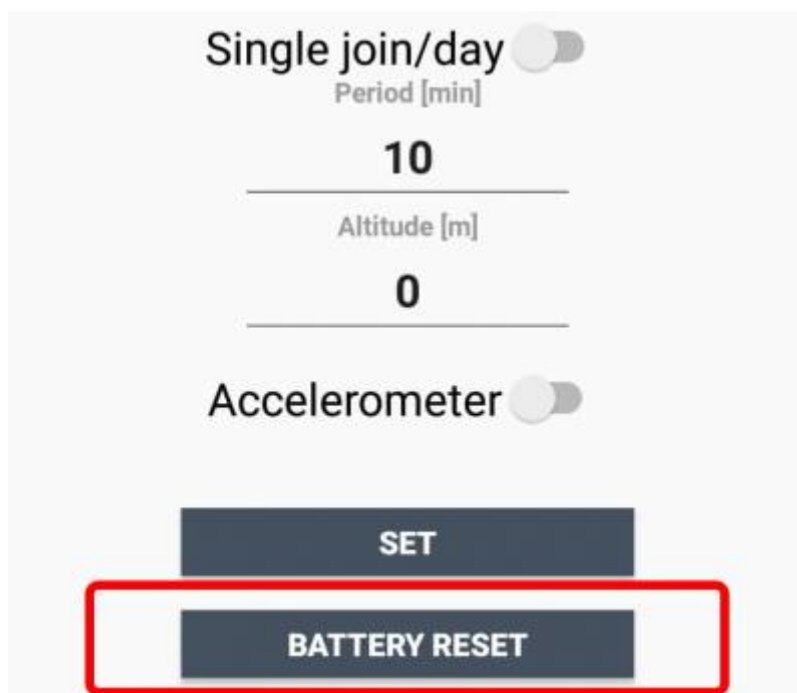 Single join/day
Period [min]
10
Altitude [m]
0
Accelerometer
SET
BATTERY RESET